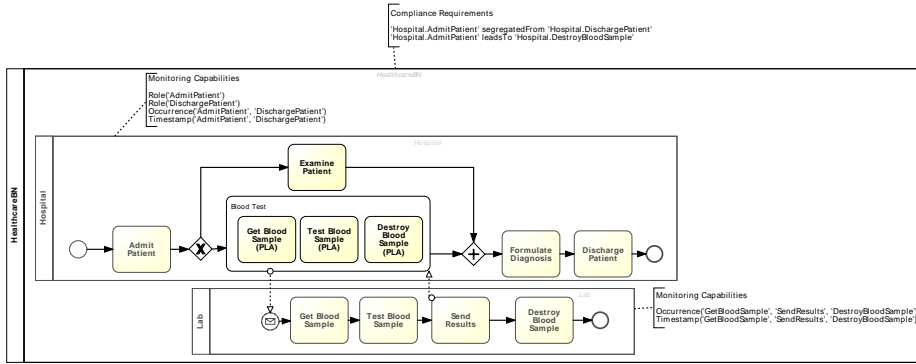 Compliance Requirements
'Hospital.AdmitPatient' segregatedFrom 'Hospital.DischargePatient'
'Hospital.AdmitPatient' leadsTo 'Hospital.DestroyBloodSample'
HealthcareBN
HealthcareBN
Monitoring Capabilities
Role('AdmitPatient')
Role('DischargePatient')
Occurrence('AdmitPatient', 'DischargePatient')
Timestamp('AdmitPatient', 'DischargePatient')
Hospital
Hospital
Examine
Patient
Blood Test
Get Blood
Sample
(PLA)
Test Blood
Sample
(PLA)
Destroy
Blood
Sample
(PLA)
Admit
Patient
Formulate
Diagnosis
Discharge
Patient
Lab
Lab
Get Blood
Sample
Test Blood
Sample
Send
Results
Destroy
Blood
Sample
Monitoring Capabilities
Occurrence('GetBloodSample', 'SendResults', 'DestroyBloodSample')
Timestamp('GetBloodSample', 'SendResults', 'DestroyBloodSample')